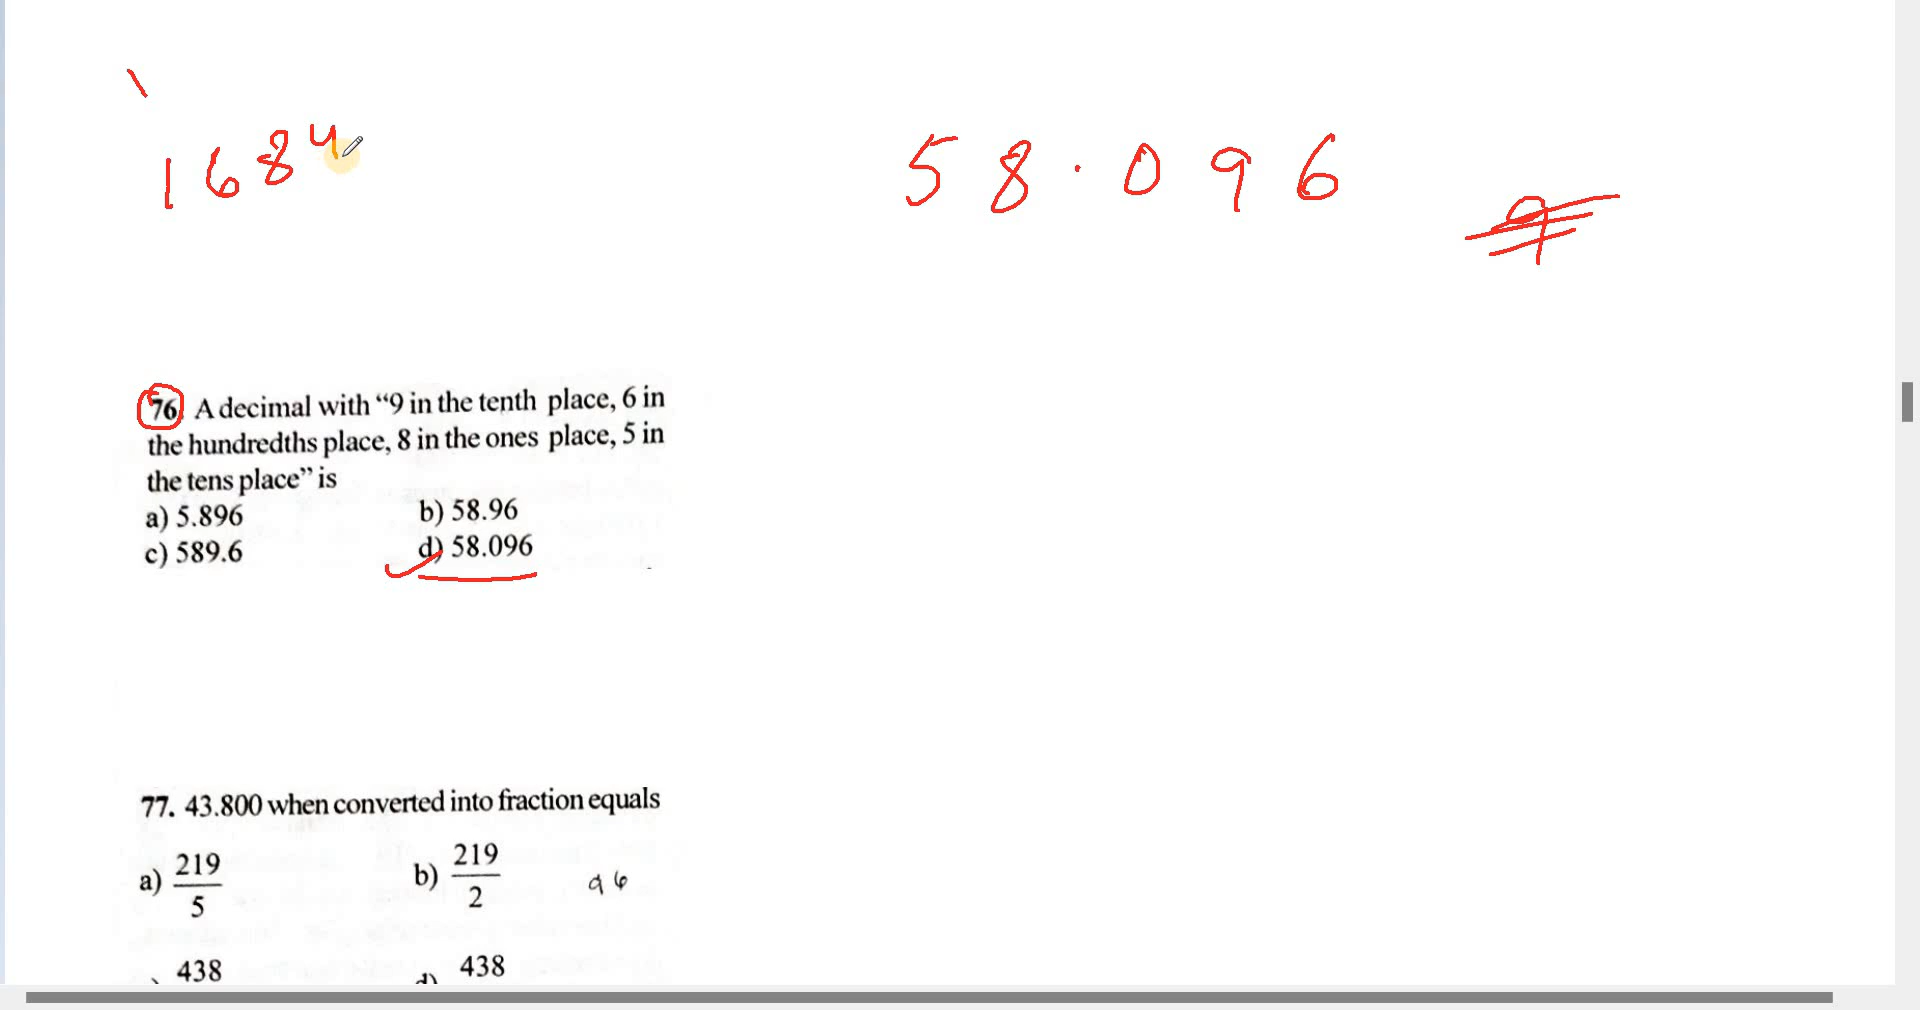 1684
58.096
9
76. A decimal with “9 in the tenth place, 6 in
the hundredths place, 8 in the ones place, 5 in
the tens place” is
a) 5.896 b) 58.96
c) 589.6 d) 58.096
77. 43.800 when converted into fraction equals
a) 219/5 b) 219/2 96
438 d) 438